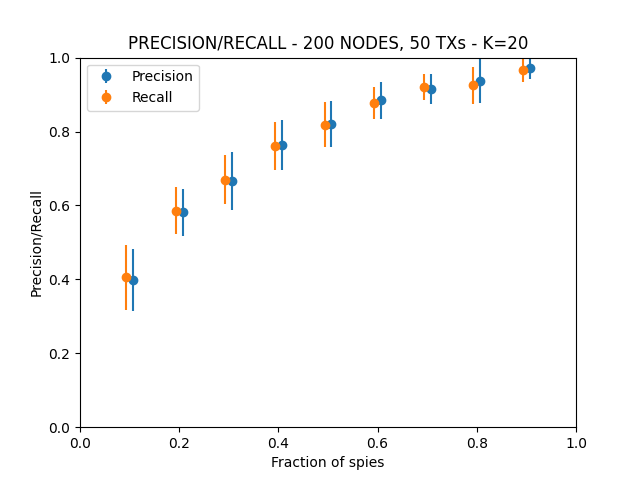 PRECISION/RECALL - 200 NODES, 50 TXs - K=20
Precision
Recall
Precision/Recall
1.0
0.8
0.6
0.4
0.2
0.0
0.0 0.2 0.4 0.6 0.8 1.0
Fraction of spies